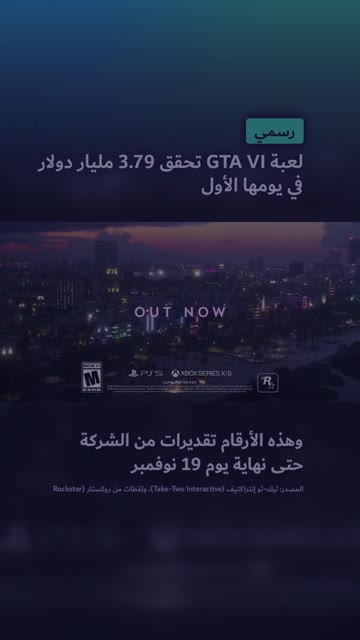 رسمي
لعبة GTA VI تحقق 3.79 مليار دولار
في يومها الأول
OUT NOW
M
PS5
XBOX SERIES X|S
R
وهذه الأرقام تقديرات من الشركة
حتى نهاية يوم 19 نوفمبر
المصدر: تيك-تو إنتراكتيف (Take-Two Interactive)، ولقطات من روكستار (Rockstar